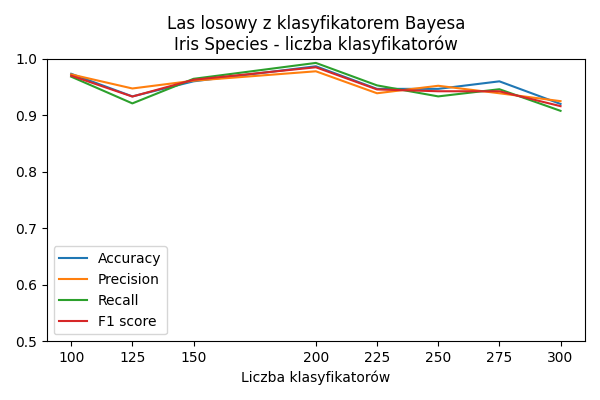 Las losowy z klasyfikatorem Bayesa
Iris Species - liczba klasyfikatorów
1.0
0.9
0.8
0.7
0.6
0.5
Accuracy
Precision
Recall
F1 score
100 125 150 200 225 250 275 300
Liczba klasyfikatorów